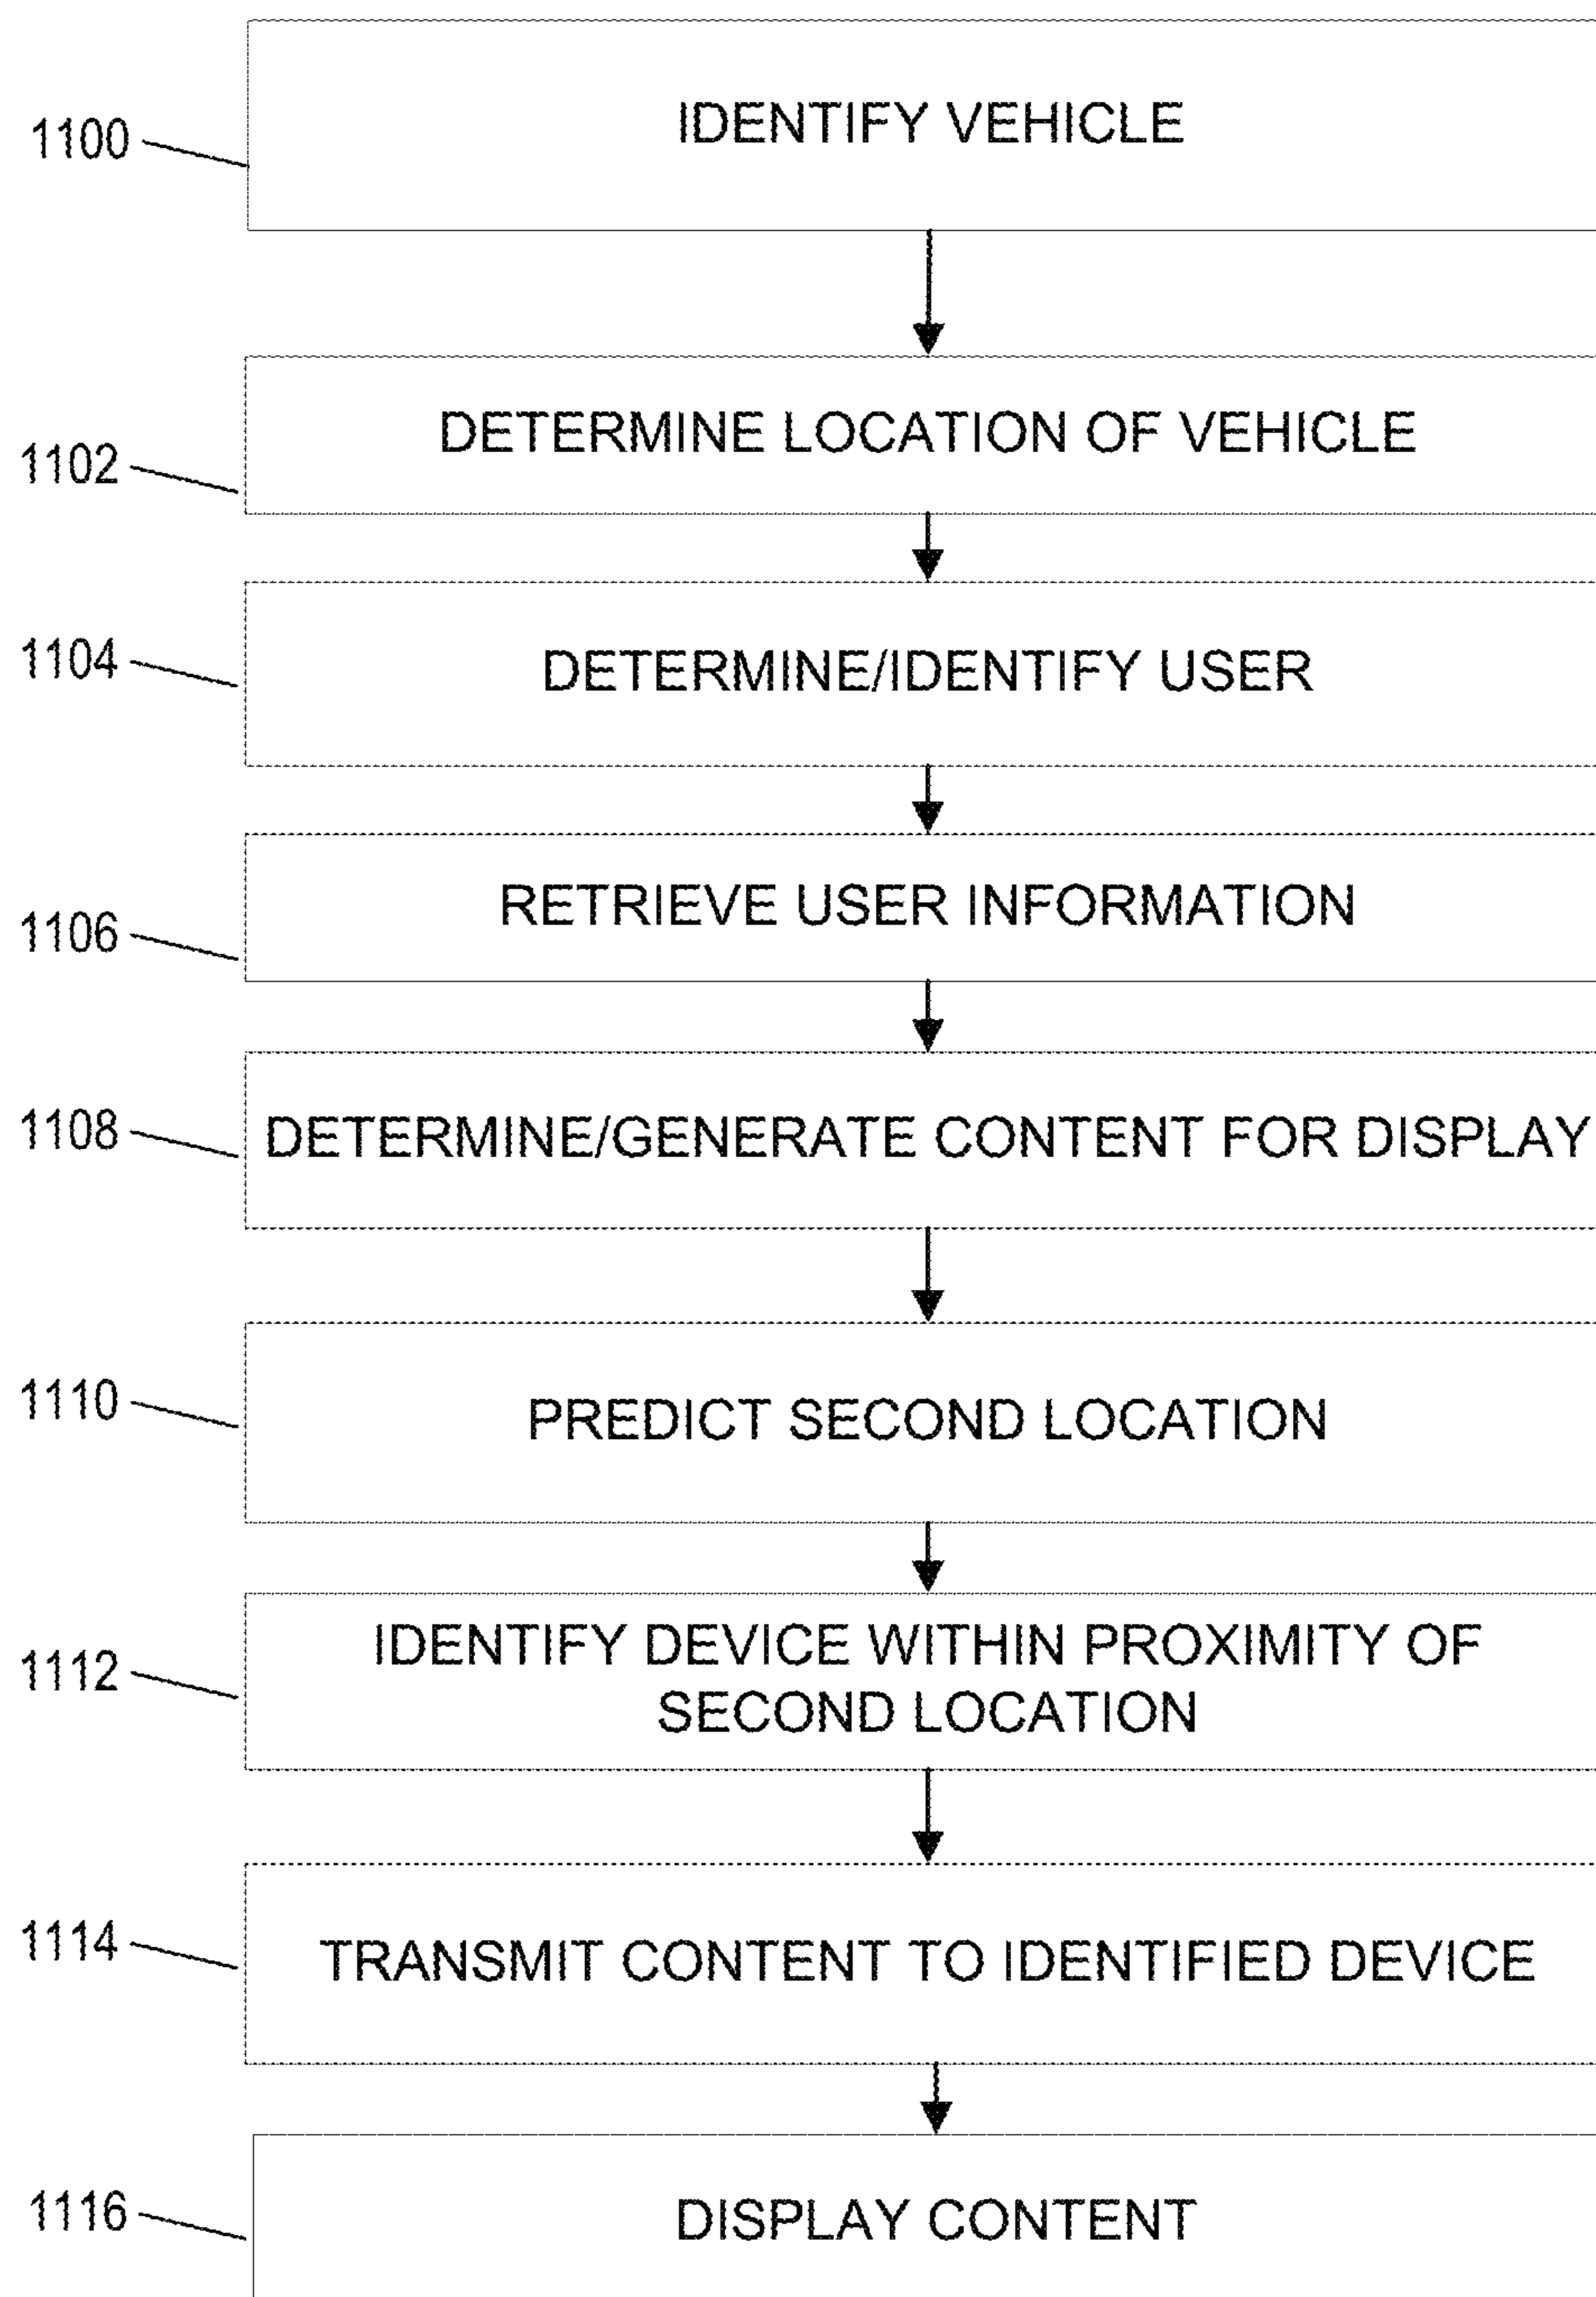 IDENTIFY VEHICLE
1100
DETERMINE LOCATION OF VEHICLE
1102
DETERMINE/IDENTIFY USER
1104
RETRIEVE USER INFORMATION
1106
DETERMINE/GENERATE CONTENT FOR DISPLAY
1108
PREDICT SECOND LOCATION
1110
IDENTIFY DEVICE WITHIN PROXIMITY OF
SECOND LOCATION
1112
TRANSMIT CONTENT TO IDENTIFIED DEVICE
1114
DISPLAY CONTENT
1116